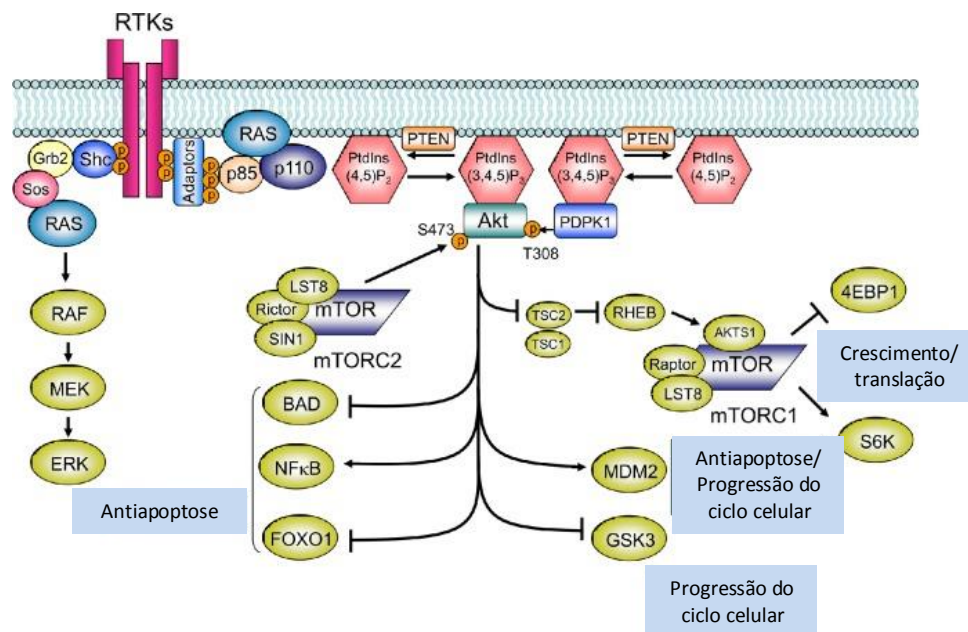 RTKs
Grb2
Shc
Sos
RAS
p
p
p
p
Adaptors
p
p
p
p85
RAS
p110
PTEN
PtdIns
(4,5)P2
PtdIns
(3,4,5)P3
PtdIns
(3,4,5)P3
PTEN
PtdIns
(4,5)P2
Akt
PDPK1
S473
p
p
T308
RAF
MEK
ERK
LST8
Rictor
mTOR
SIN1
mTORC2
TSC2
TSC1
RHEB
AKTS1
Raptor
mTOR
LST8
mTORC1
4EBP1
Crescimento/
translação
S6K
BAD
NFκB
FOXO1
Antiapoptose
MDM2
GSK3
Antiapoptose/
Progressão do
ciclo celular
Progressão do
ciclo celular